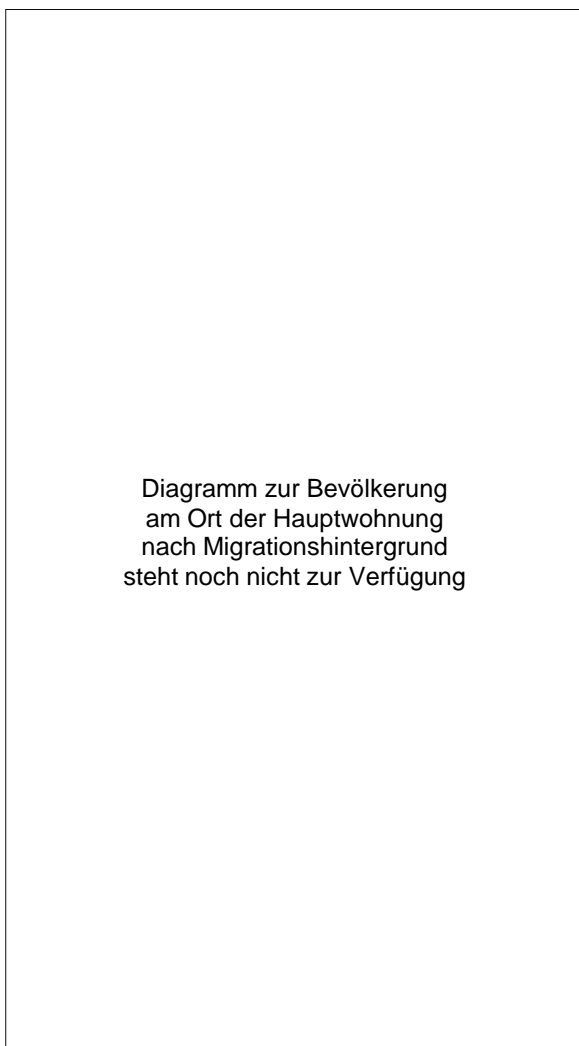 Diagramm zur Bevölkerung
am Ort der Hauptwohnung
nach Migrationshintergrund
steht noch nicht zur Verfügung